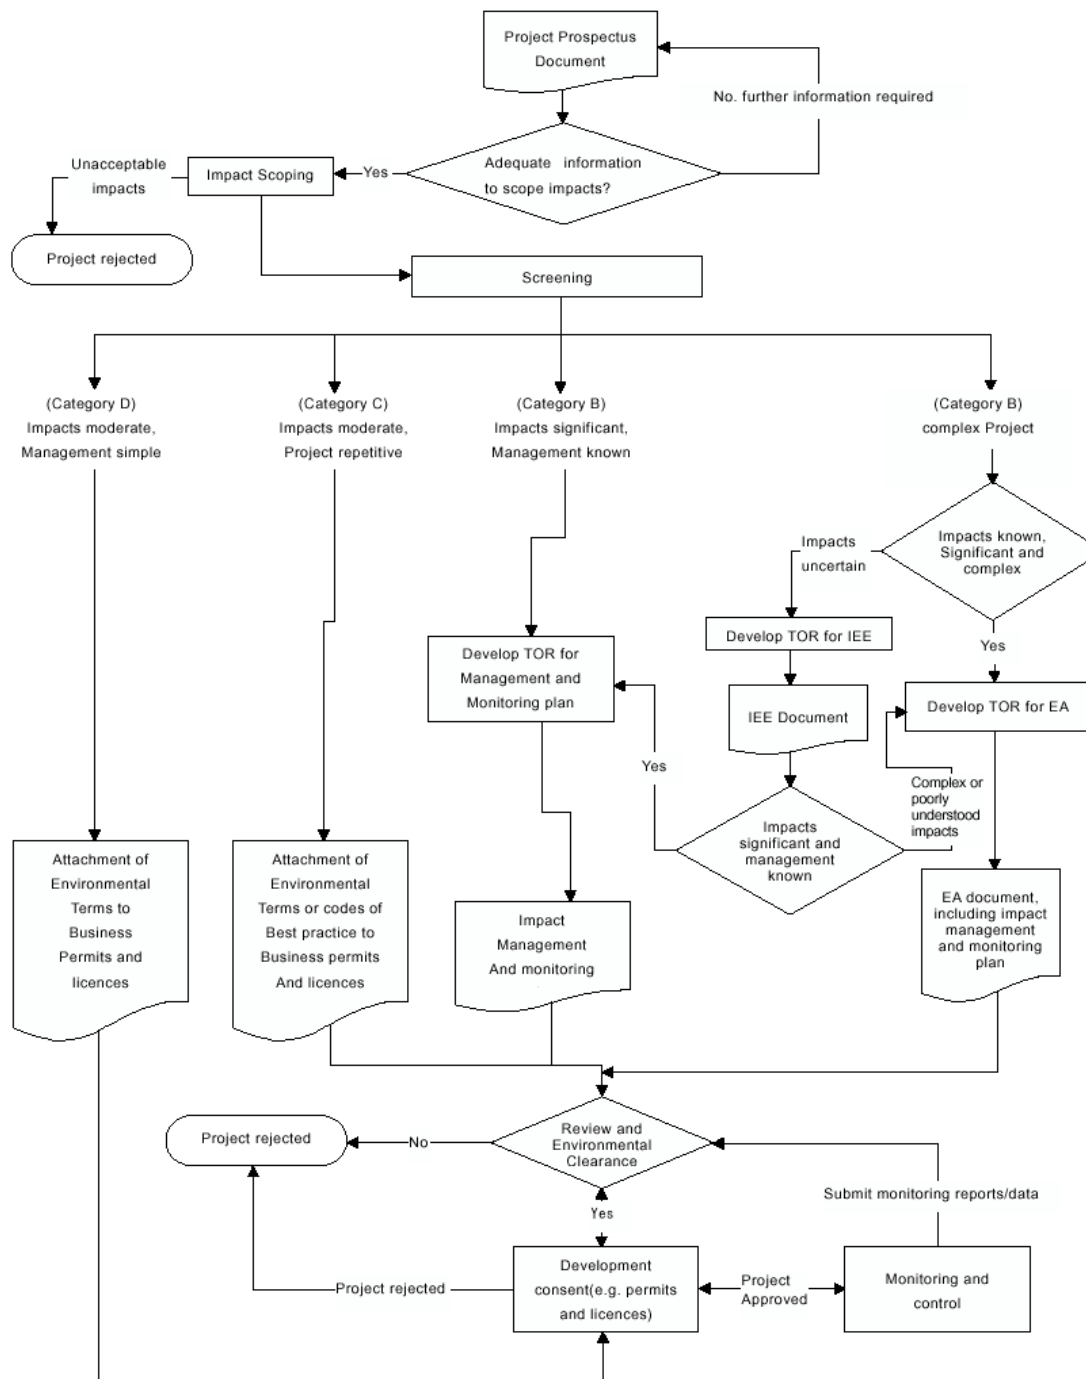 Project Prospectus
Document
No. further information required
Adequate information
to scope impacts?
Yes
Impact Scoping
Unacceptable
impacts
Project rejected
Screening
(Category D)
Impacts moderate,
Management simple
(Category C)
Impacts moderate,
Project repetitive
(Category B)
Impacts significant,
Management known
(Category B)
complex Project
Impacts known,
Significant and
complex
Impacts
uncertain
Yes
Develop TOR for IEE
Develop TOR for
Management and
Monitoring plan
IEE Document
Develop TOR for EA
Yes
Complex or
poorly
understood
impacts
Impacts
significant and
management
known
Attachment of
Environmental
Terms to
Business
Permits and
licences
Attachment of
Environmental
Terms or codes of
Best practice to
Business permits
And licences
Impact
Management
And monitoring
EA document,
including impact
management
and monitoring
plan
Project rejected
No
Review and
Environmental
Clearance
Yes
Submit monitoring reports/data
Project rejected
Development
consent(e.g. permits
and licences)
Project
Approved
Monitoring and
control